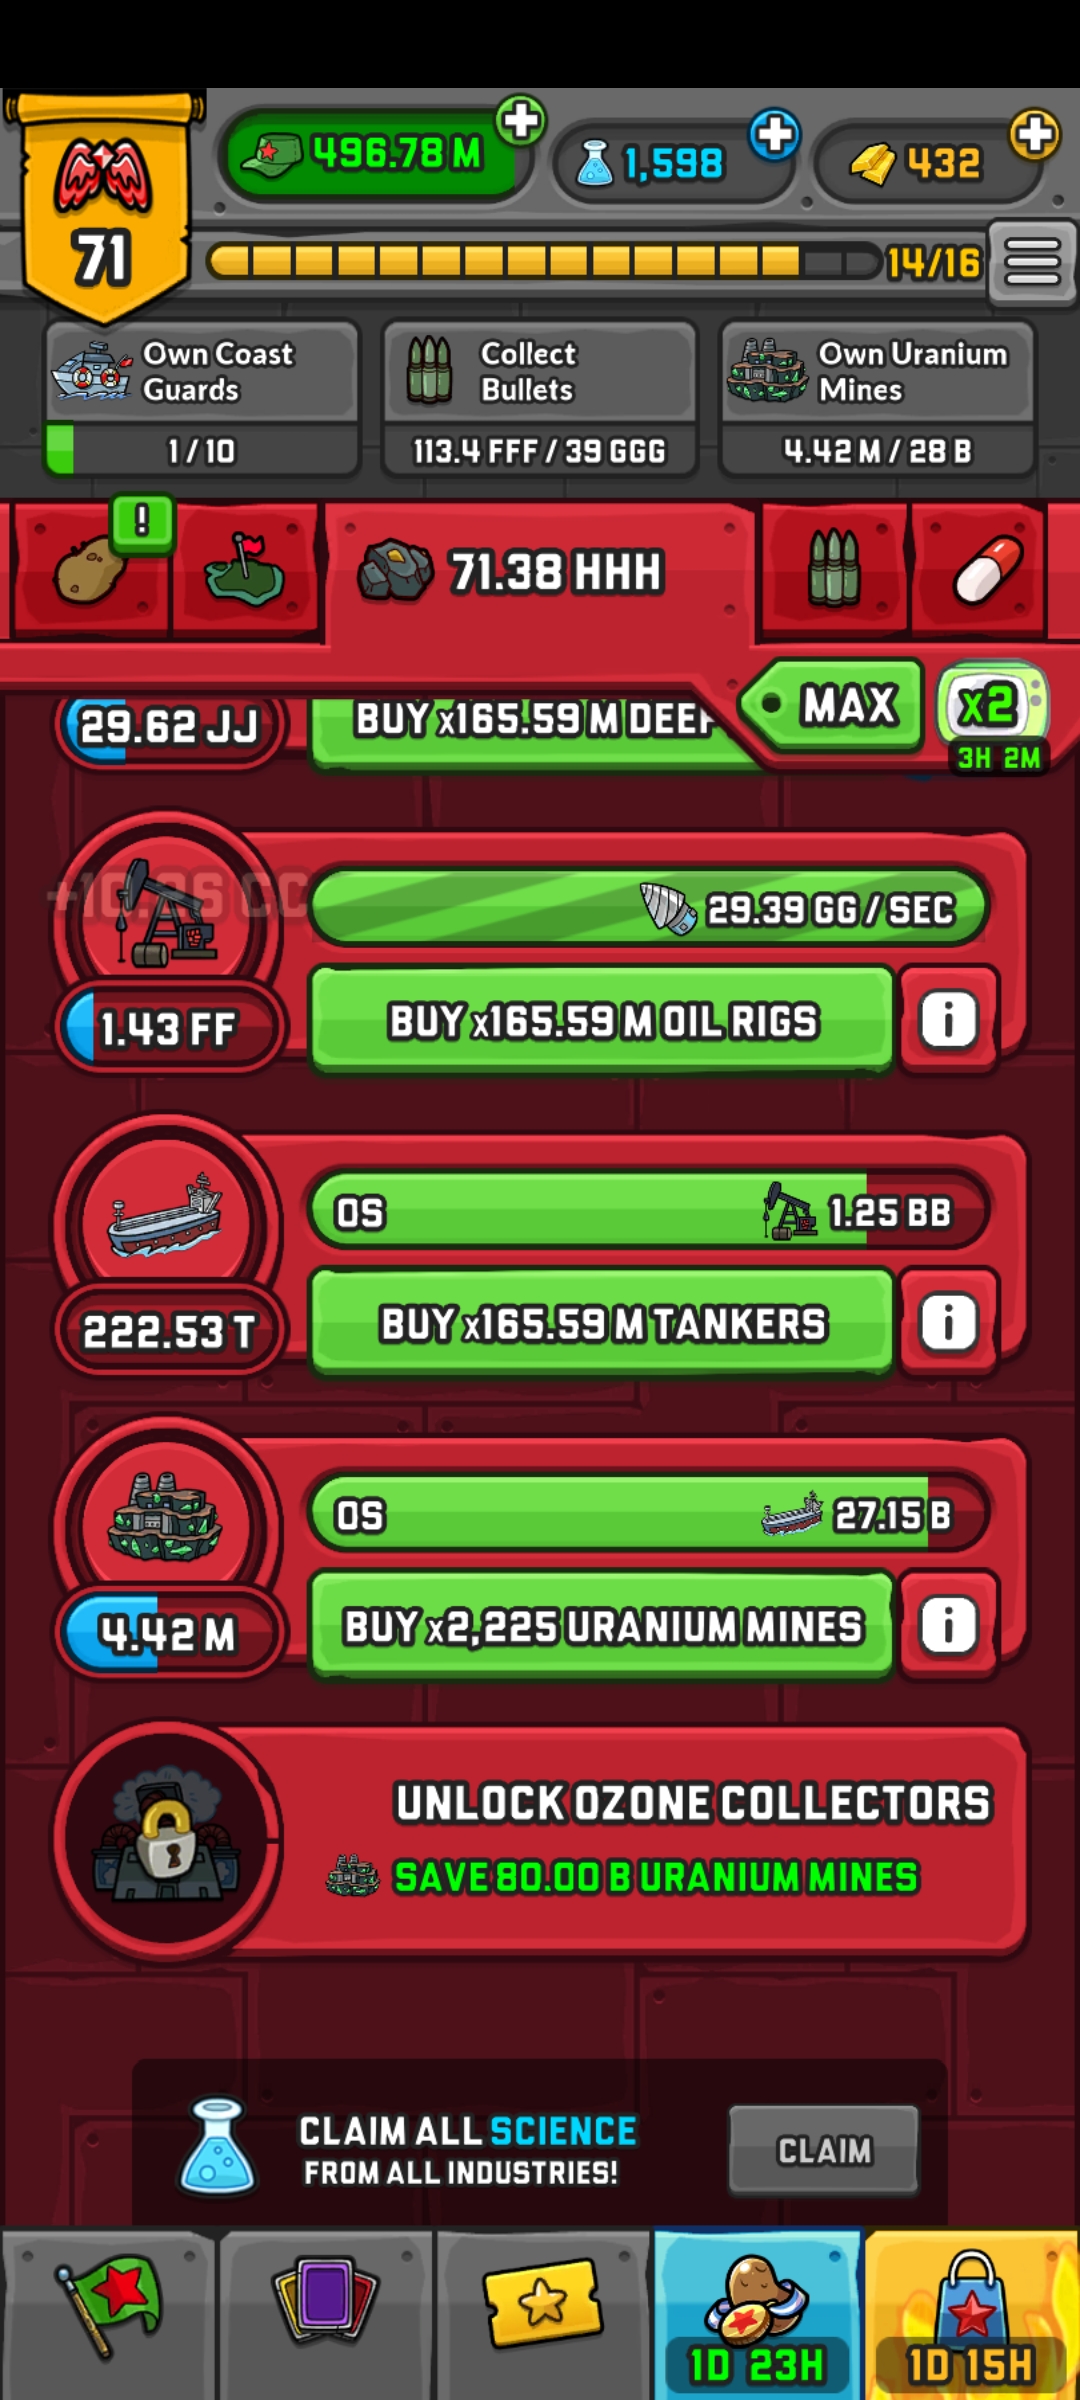 496.78 M
1,598
432
71
14/16
Own Coast
Guards
1 / 10
Collect
Bullets
113.4 FFF / 39 GGG
Own Uranium
Mines
4.42 M / 28 B
!
71.38 HHH
MAX
x2
3H 2M
29.62 JJ
BUY x165.59 M DEEP
+10.26 CC
29.39 GG / SEC
1.43 FF
BUY x165.59 M OIL RIGS
i
0S
1.25 BB
222.53 T
BUY x165.59 M TANKERS
i
0S
27.15 B
4.42 M
BUY x2,225 URANIUM MINES
i
UNLOCK OZONE COLLECTORS
SAVE 80.00 B URANIUM MINES
CLAIM ALL SCIENCE
FROM ALL INDUSTRIES!
CLAIM
1D 23H
1D 15H